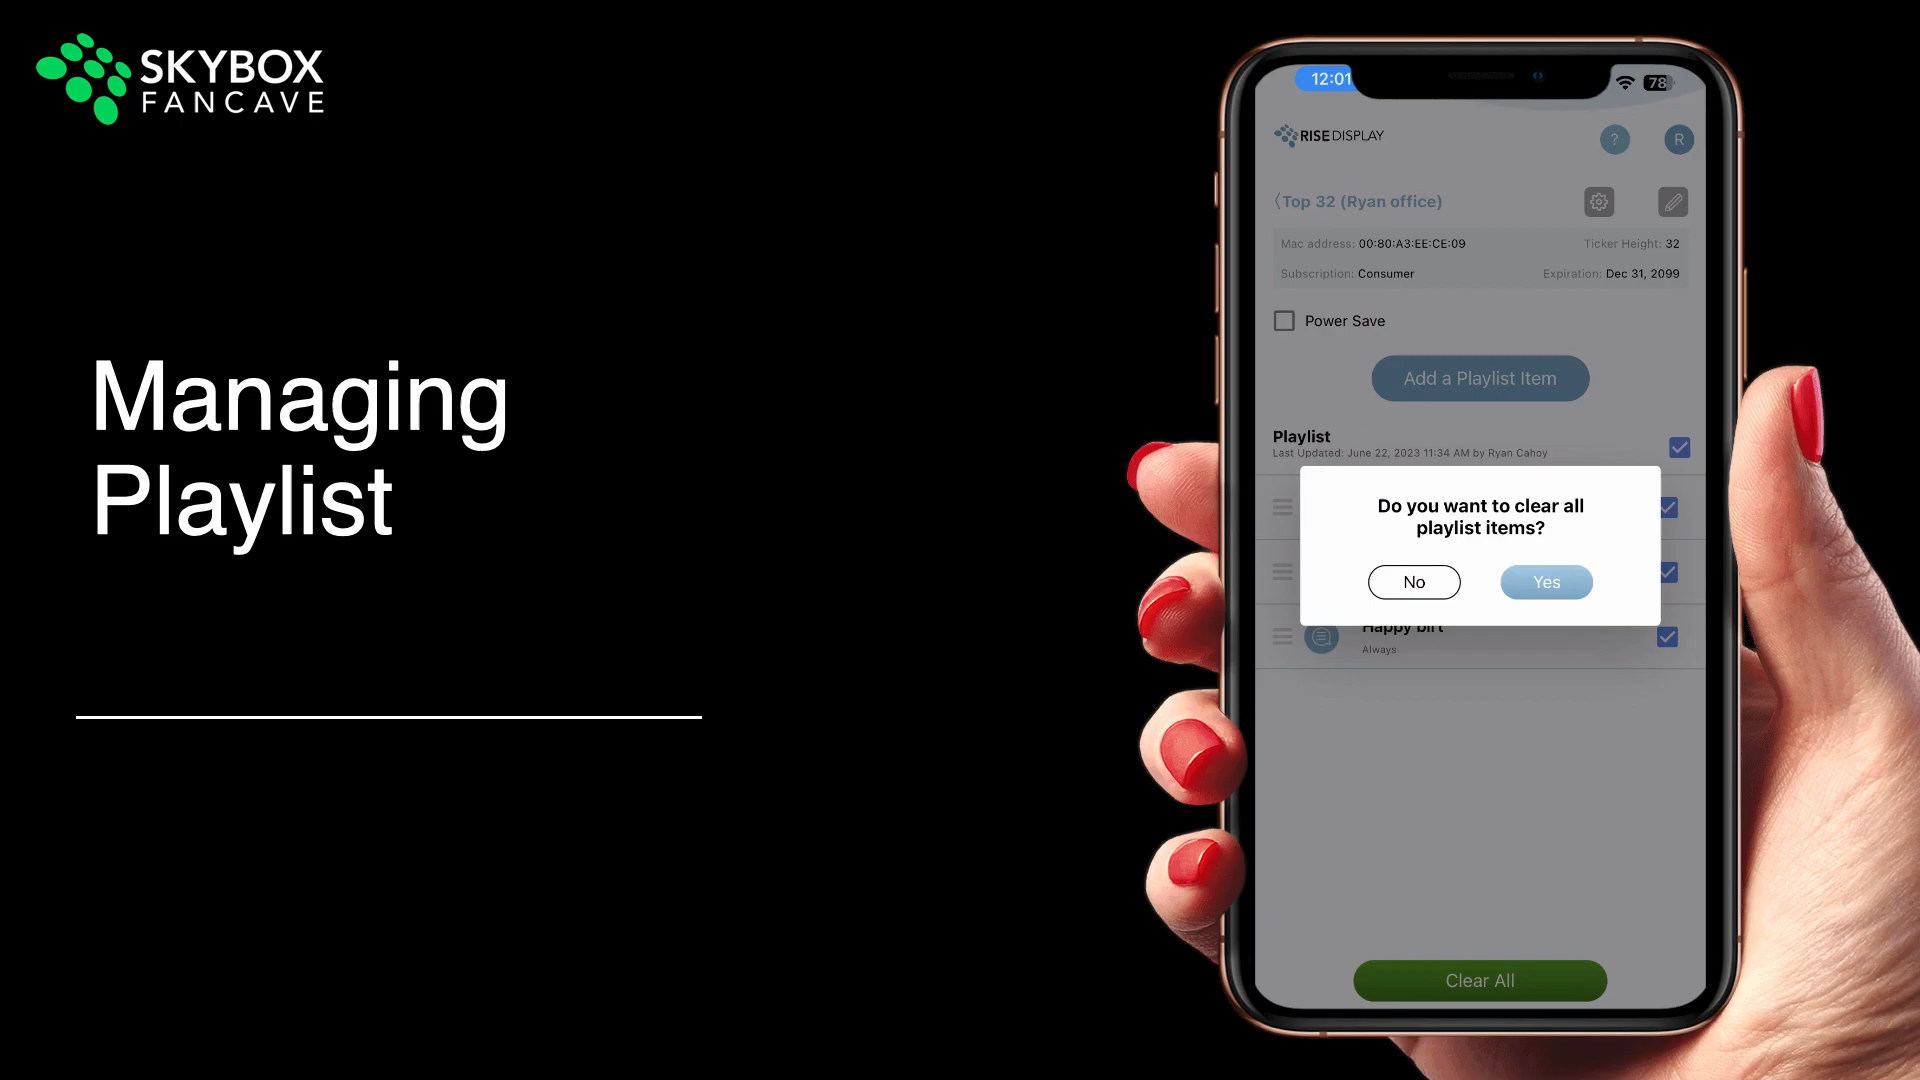 SKYBOX
FANCAVE
Managing
Playlist
12:01
78
RISE DISPLAY
?
R
Top 32 (Ryan office)
Mac address: 00:80:A3:EE:CE:09
Ticker Height: 32
Subscription: Consumer
Expiration: Dec 31, 2099
Power Save
Add a Playlist Item
Playlist
Last Updated: June 22, 2023 11:34 AM by Ryan Cahoy
Do you want to clear all
playlist items?
No
Yes
Happy birt
Always
Clear All